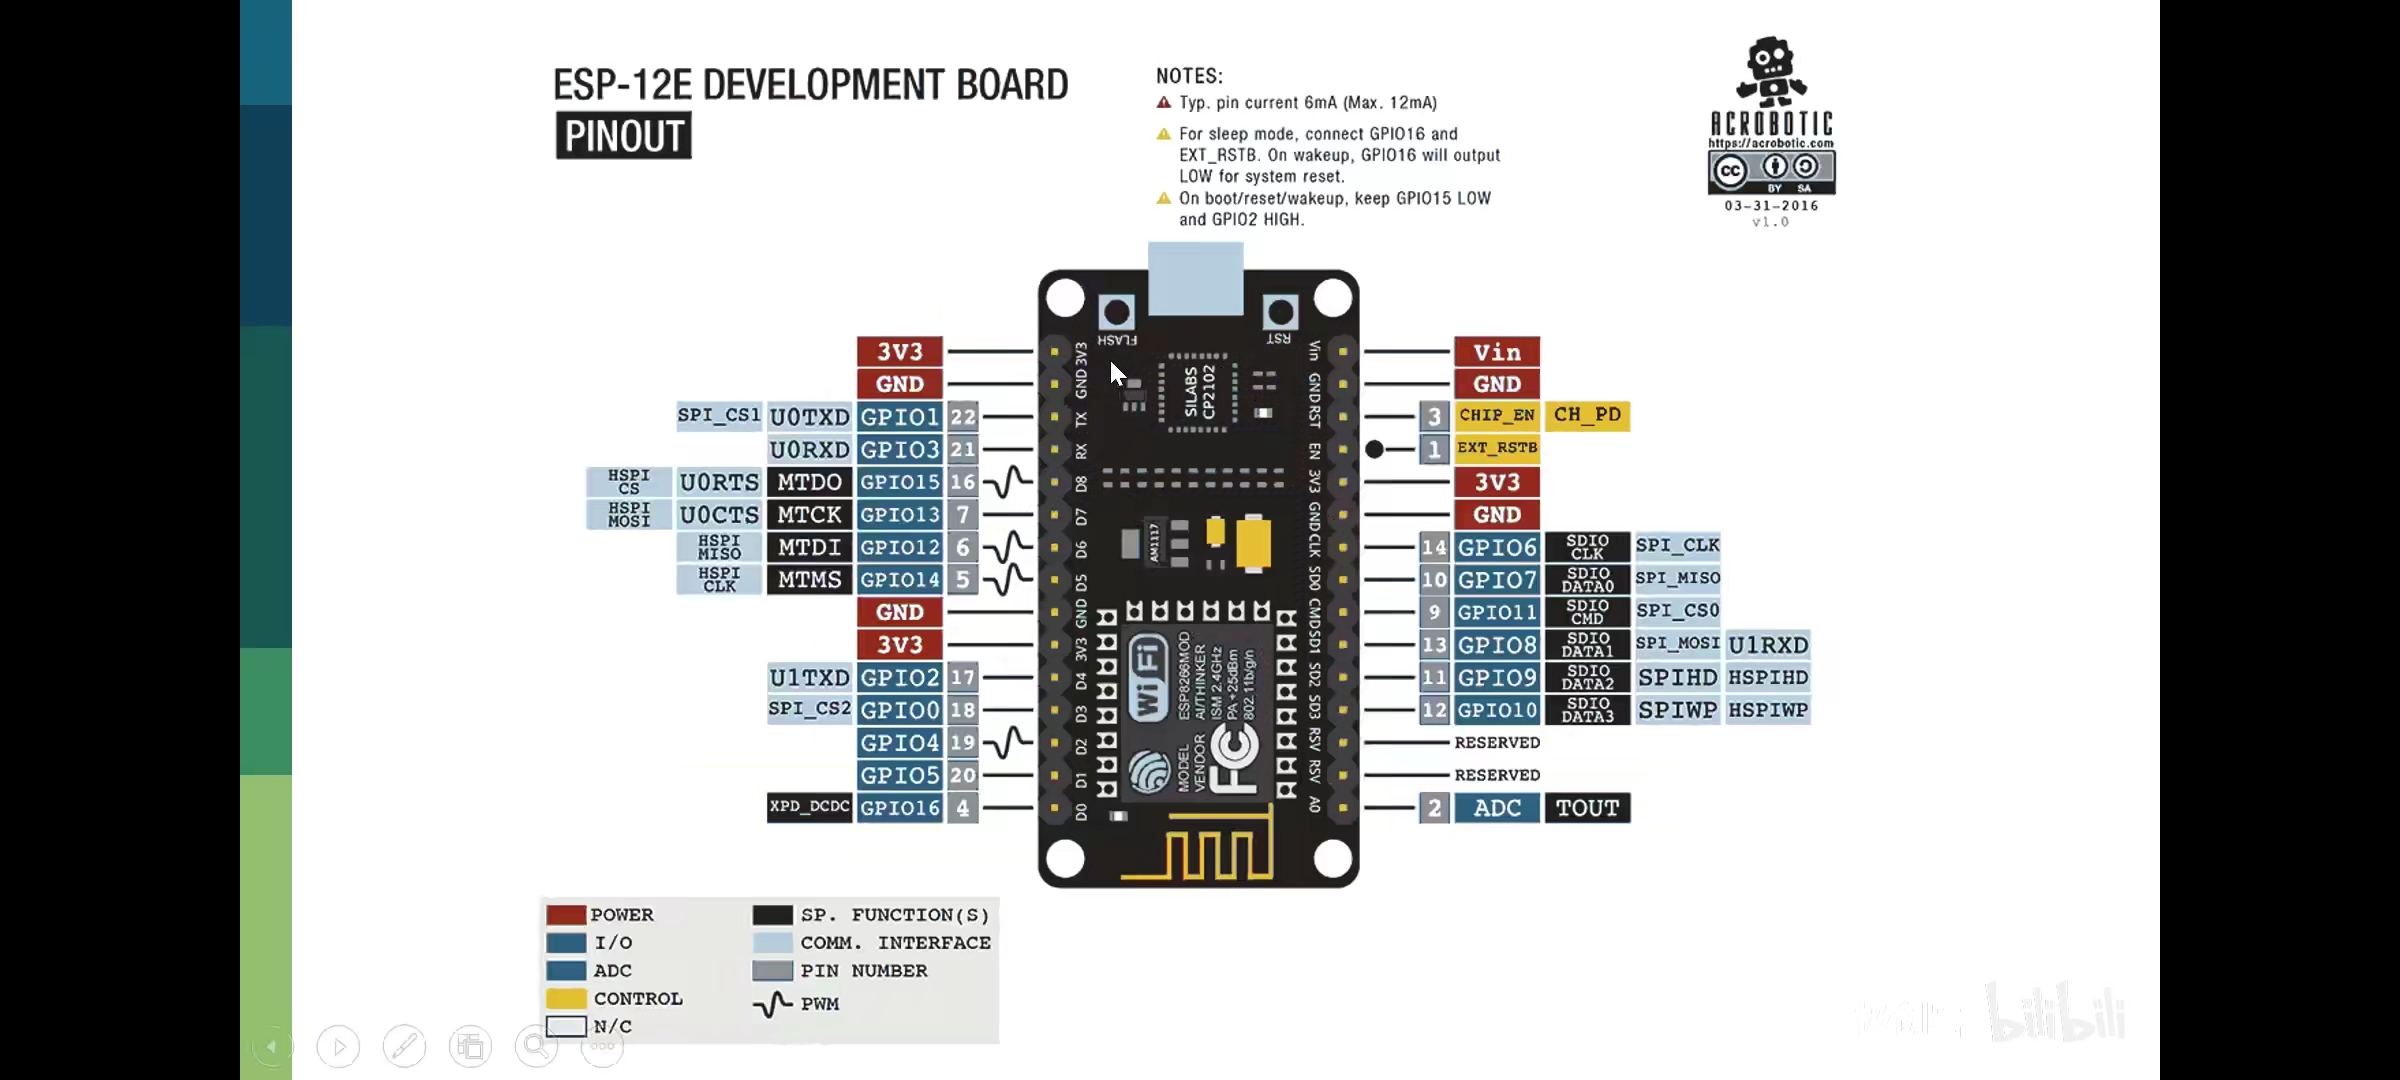 ESP-12E DEVELOPMENT BOARD
PINOUT
NOTES:
Typ. pin current 6mA (Max. 12mA)
For sleep mode, connect GPIO16 and
EXT_RSTB. On wakeup, GPIO16 will output
LOW for system reset.
On boot/reset/wakeup, keep GPIO15 LOW
and GPIO2 HIGH.
ACROBOTIC
https://acrobotic.com
CC BY SA
03-31-2016
v1.0
FLASH RST
3V3 3V3 Vin Vin
GND GND GND GND
SPI_CS1 U0TXD GPIO1 22 TX RST 3 CHIP_EN CH_PD
U0RXD GPIO3 21 RX EN 1 EXT_RSTB
HSPI CS U0RTS MTDO GPIO15 16 D8 3V3 3V3
HSPI MOSI U0CTS MTCK GPIO13 7 D7 GND GND
HSPI MISO MTDI GPIO12 6 D6 CLK 14 GPIO6 SDIO CLK SPI_CLK
HSPI CLK MTMS GPIO14 5 D5 SD0 10 GPIO7 SDIO DATA0 SPI_MISO
GND GND CMD 9 GPIO11 SDIO CMD SPI_CS0
3V3 3V3 SD1 13 GPIO8 SDIO DATA1 SPI_MOSI U1RXD
U1TXD GPIO2 17 D4 SD2 11 GPIO9 SDIO DATA2 SPIHD HSPIHD
SPI_CS2 GPIO0 18 D3 SD3 12 GPIO10 SDIO DATA3 SPIWP HSPIWP
GPIO4 19 D2 RSV RESERVED
GPIO5 20 D1 RSV RESERVED
XPD_DCDC GPIO16 4 D0 A0 2 ADC TOUT
SILABS
CP2102
AM1117
WiFi
MODEL ESP8266MOD
VENDOR AI/THINKER
ISM 2.4GHz
PA +25dBm
802.11b/g/n
FC
POWER SP. FUNCTION(S)
I/O COMM. INTERFACE
ADC PIN NUMBER
CONTROL PWM
N/C
bilibili